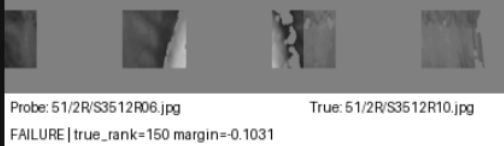 Probe: 51/2R/S3512R06.jpg True: 51/2R/S3512R10.jpg
FAILURE | true_rank=150 margin=-0.1031